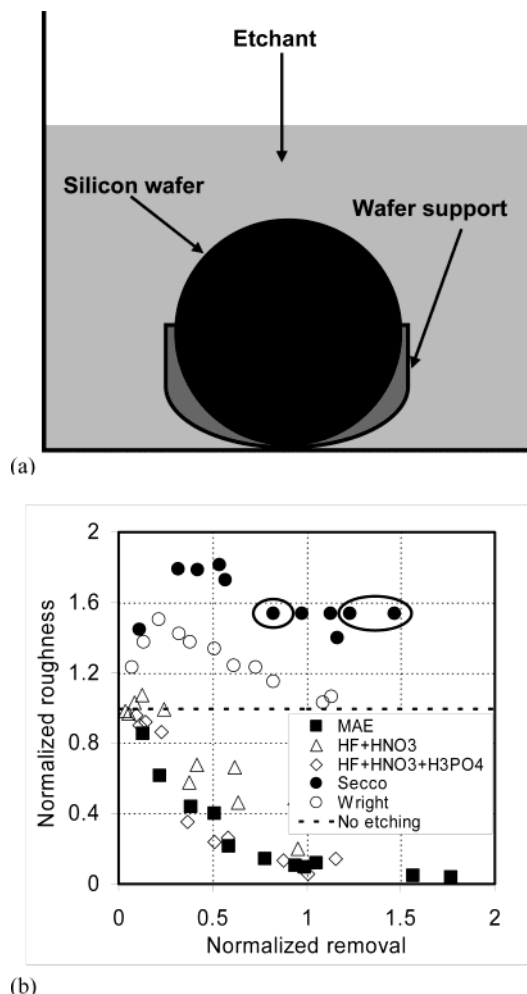 Etchant
Silicon wafer
Wafer support
(a)
2
1.6
1.2
0.8
0.4
0
Normalized roughness
MAE
HF+HNO3
HF+HNO3+H3PO4
Secco
Wright
No etching
0 0.5 1 1.5 2
Normalized removal
(b)